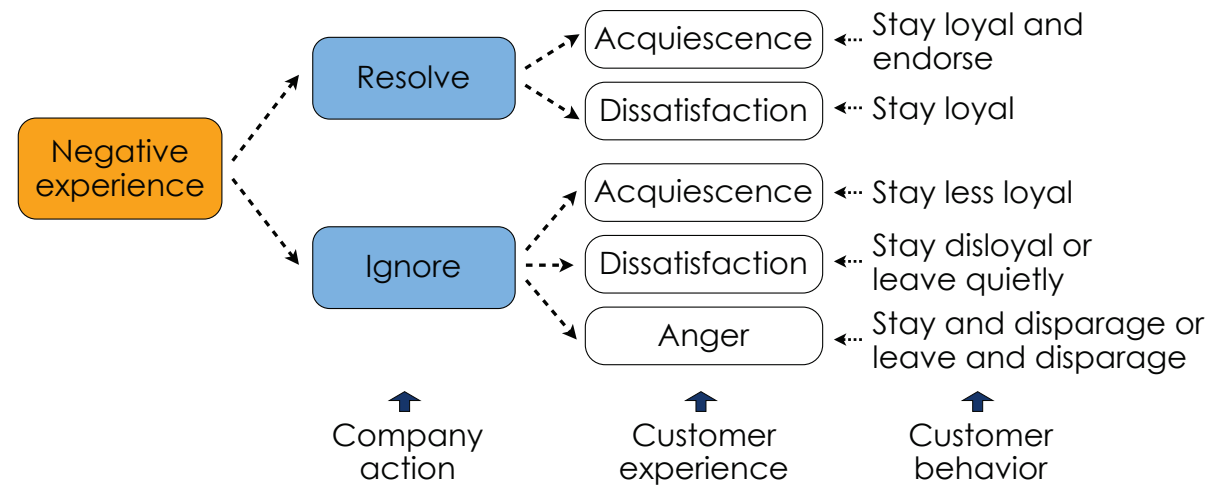 Negative
experience
Resolve
Ignore
Acquiescence
Dissatisfaction
Acquiescence
Dissatisfaction
Anger
Stay loyal and
endorse
Stay loyal
Stay less loyal
Stay disloyal or
leave quietly
Stay and disparage or
leave and disparage
Company
action
Customer
experience
Customer
behavior